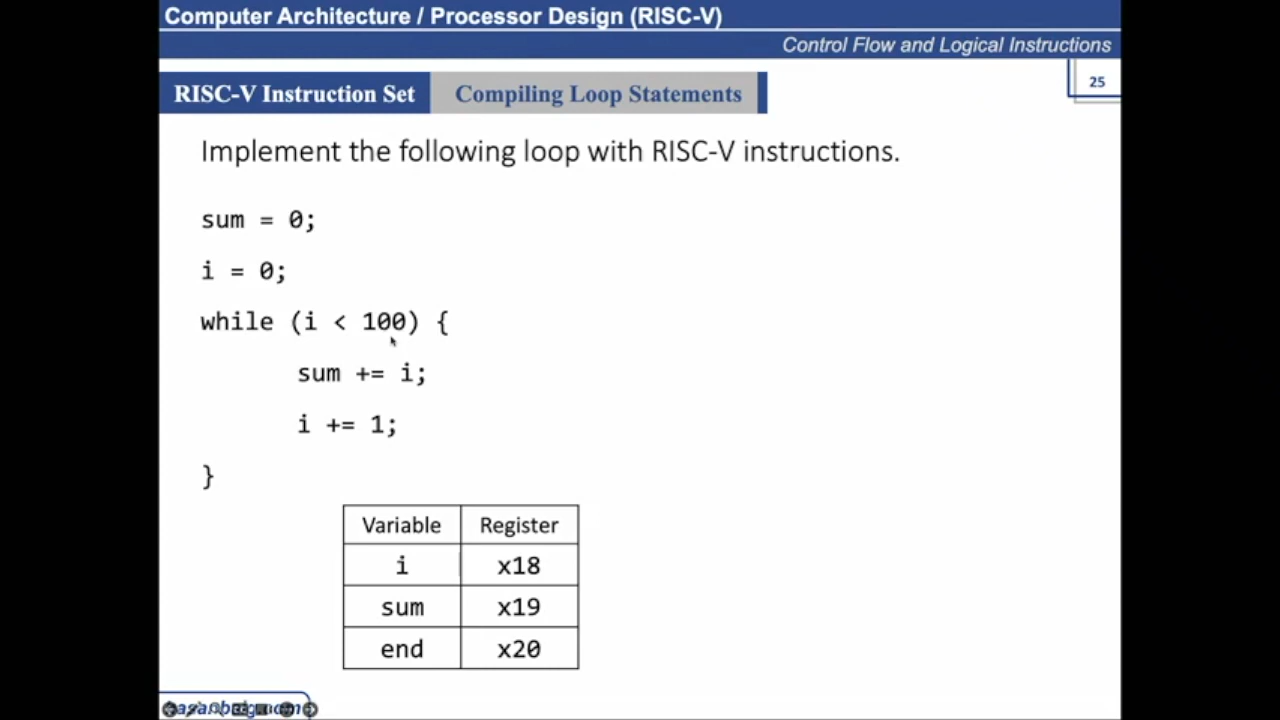 Computer Architecture / Processor Design (RISC-V)
Control Flow and Logical Instructions
RISC-V Instruction Set
Compiling Loop Statements
25
Implement the following loop with RISC-V instructions.
sum = 0;
i = 0;
while (i < 100) {
sum += i;
i += 1;
}
Variable Register
i x18
sum x19
end x20